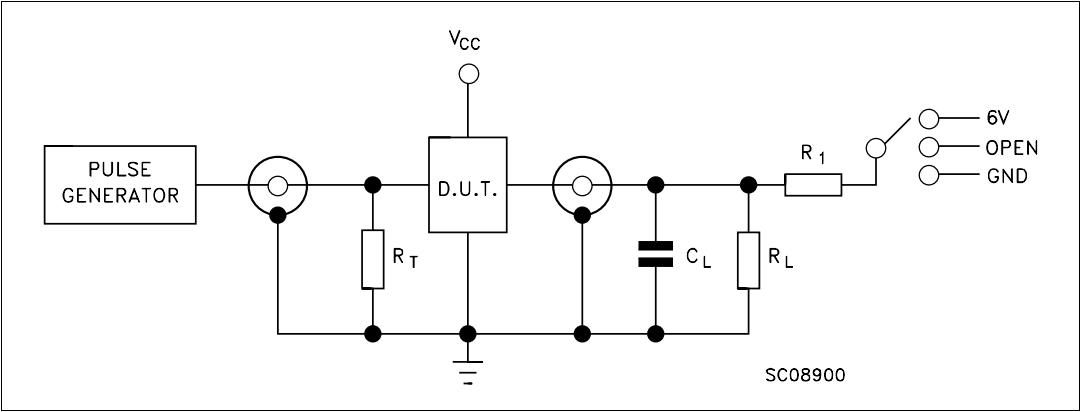 VCC
PULSE
GENERATOR
D.U.T.
RT
CL
RL
R1
6V
OPEN
GND
SC08900